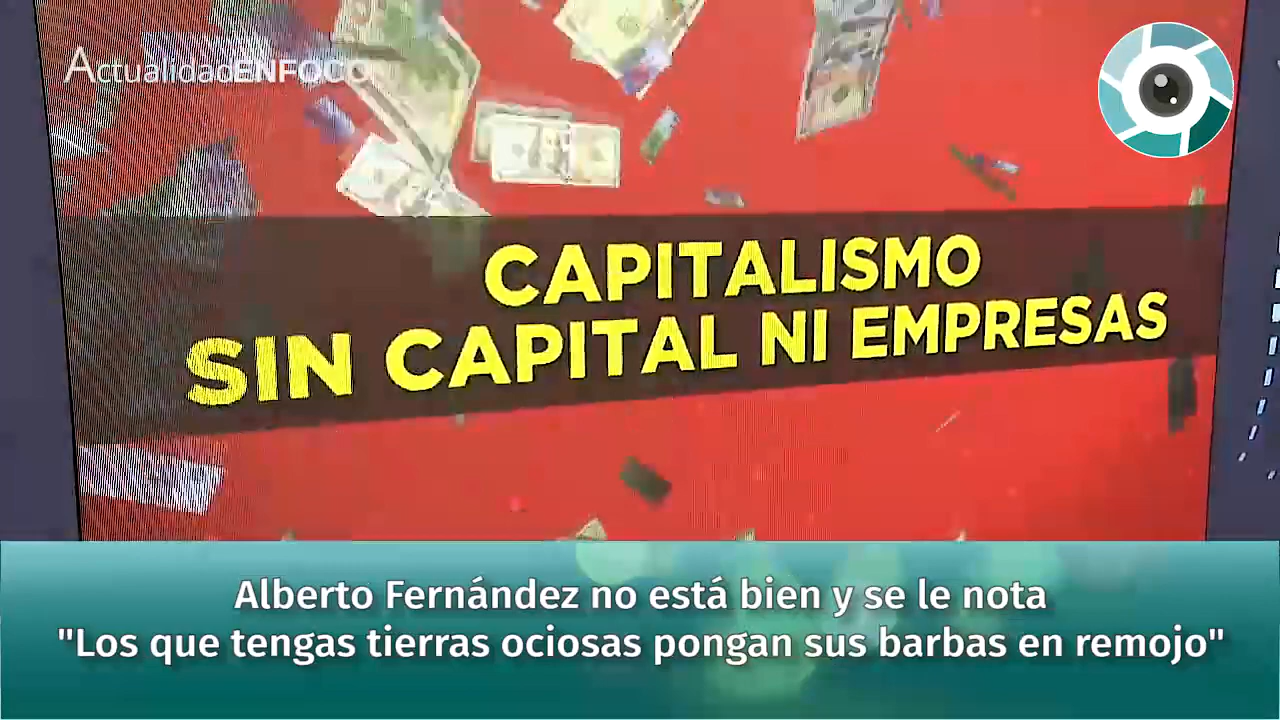 ActualidadENFOCO
CAPITALISMO
SIN CAPITAL NI EMPRESAS
Alberto Fernández no está bien y se le nota
"Los que tengas tierras ociosas pongan sus barbas en remojo"